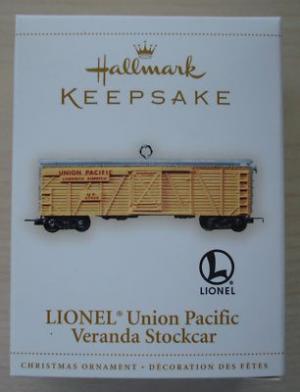 Hallmark
KEEPSAKE
UNION PACIFIC
L
LIONEL
LIONEL® Union Pacific
Veranda Stockcar
CHRISTMAS ORNAMENT • DÉCORATION DES FÊTES